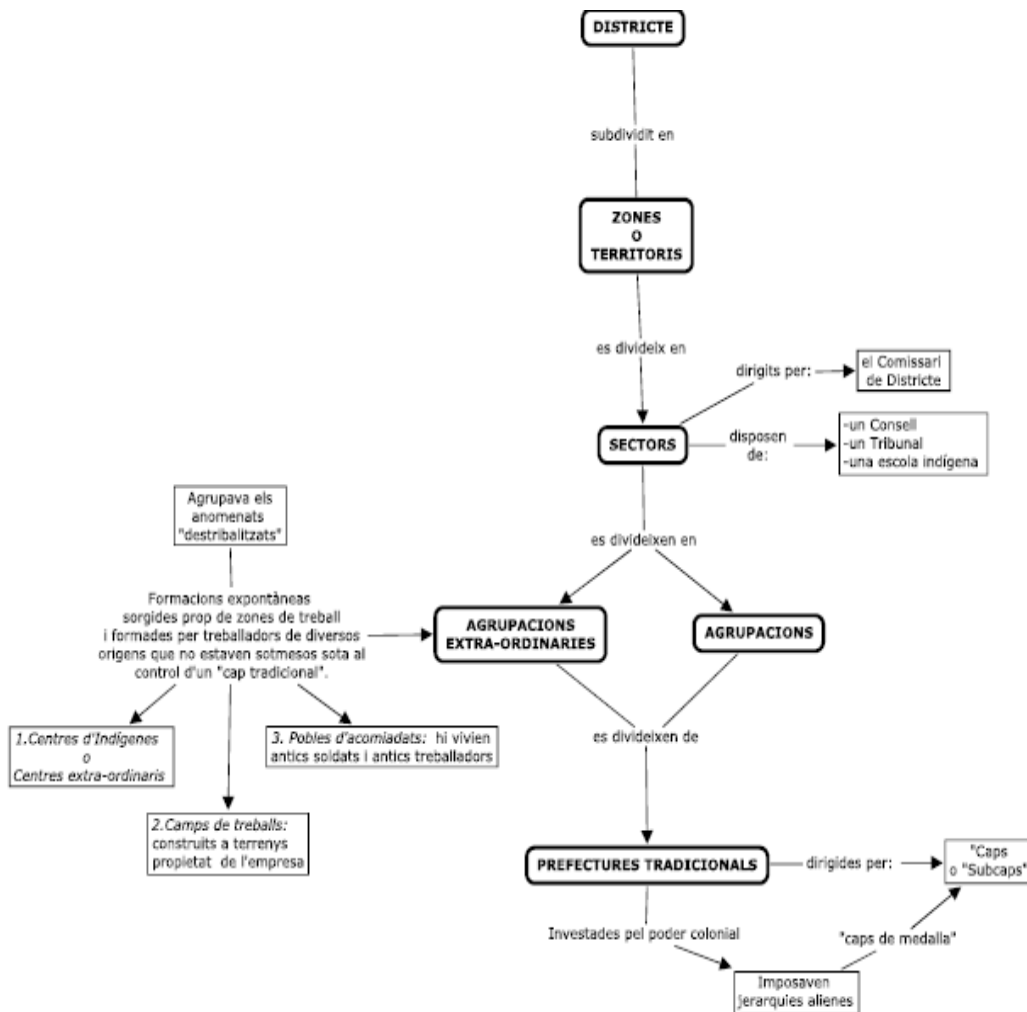 DISTRICTE
subdividit en
ZONES
O
TERRITORIS
es divideix en
dirigits per:
el Comissari
de Districte
SECTORS
disposen
de:
-un Consell
-un Tribunal
-una escola indígena
es divideixen en
Agrupava els
anomenats
"destribalitzats"
Formacions expontàneas
sorgides prop de zones de treball
i formades per treballadors de diversos
origens que no estaven sotmesos sota al
control d'un "cap tradicional".
AGRUPACIONS
EXTRA-ORDINARIES
AGRUPACIONS
1.Centres d'Indígenes
o
Centres extra-ordinaris
3. Pobles d'acomiadats: hi vivien
antics soldats i antics treballadors
2.Camps de treballs:
construits a terrenys
propietat de l'empresa
es divideixen de
PREFECTURES TRADICIONALS
dirigides per:
"Caps
o "Subcaps"
Investades pel poder colonial
"caps de medalla"
Imposaven
jerarquies alienes